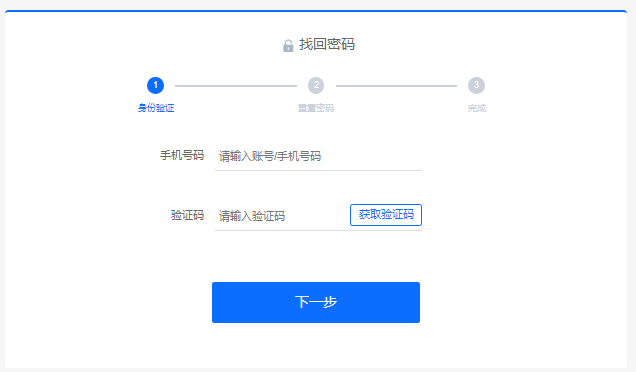 找回密码
1 2 3
身份验证 重置密码 完成
手机号码 请输入账号/手机号码
验证码 请输入验证码 获取验证码
下一步